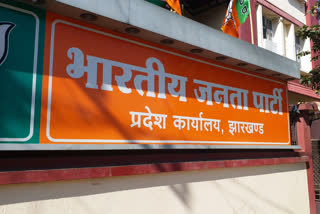 भारतीय जनता पार्टी
प्रदेश कार्यालय, झारखण्ड